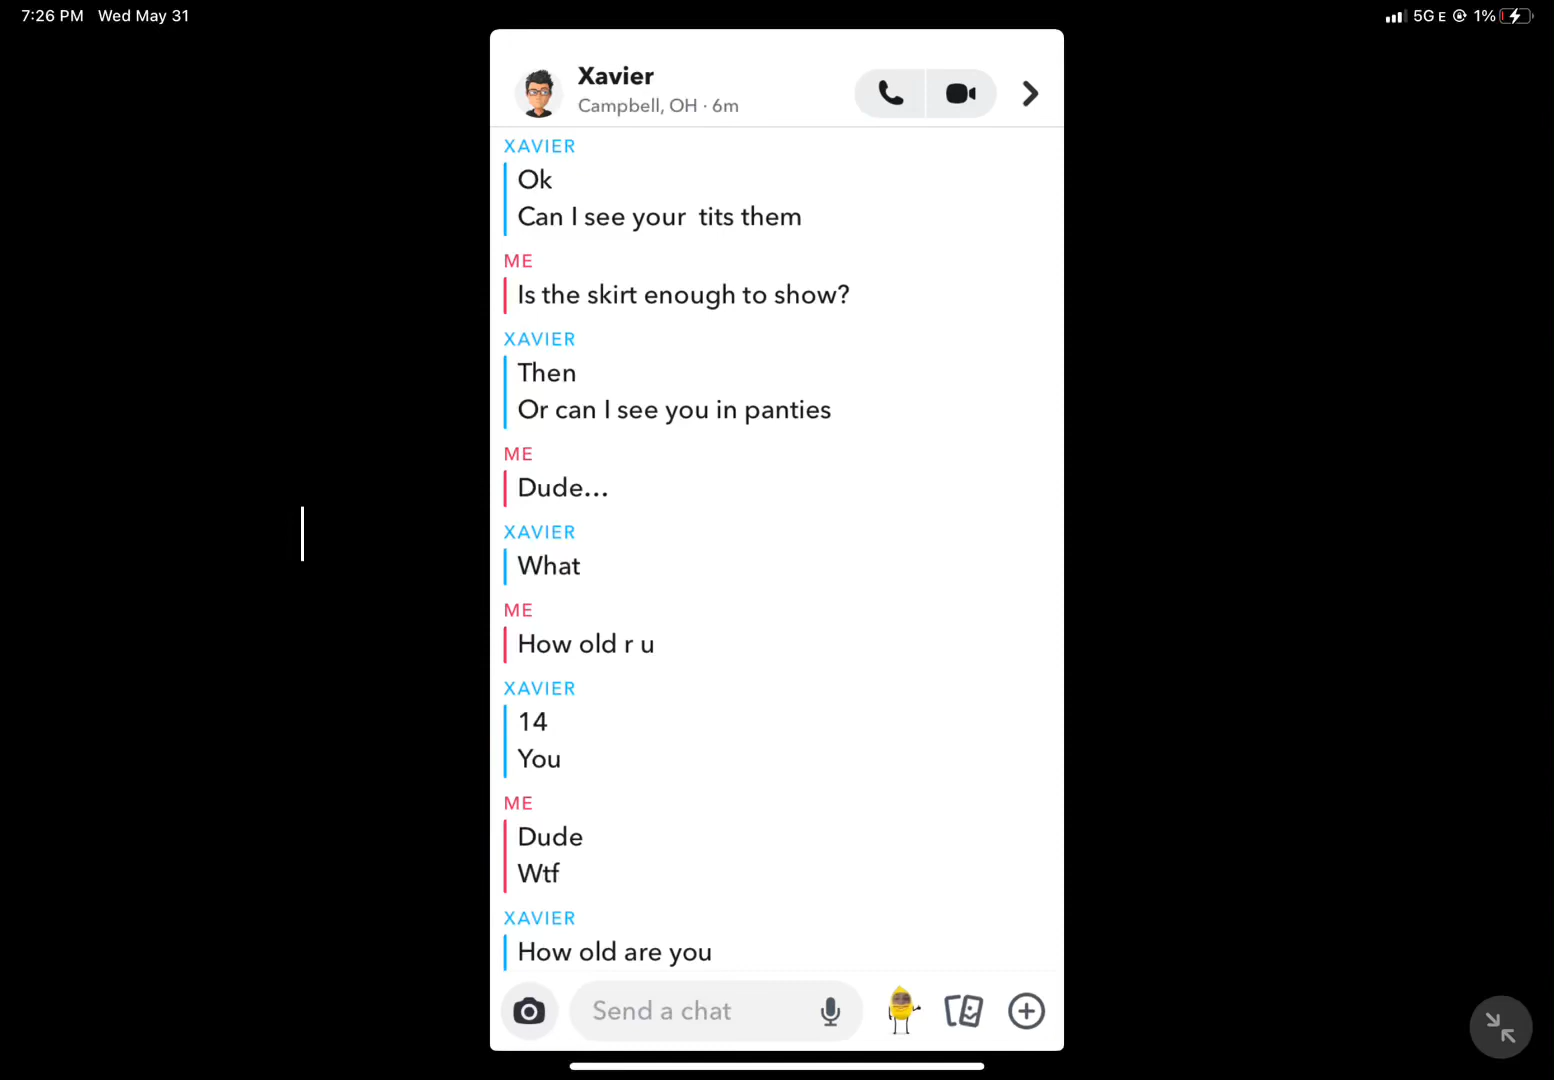 7:26 PM Wed May 31
5G E 1%
Xavier
Campbell, OH · 6m
XAVIER
Ok
Can I see your tits them
ME
Is the skirt enough to show?
XAVIER
Then
Or can I see you in panties
ME
Dude...
XAVIER
What
ME
How old r u
XAVIER
14
You
ME
Dude
Wtf
XAVIER
How old are you
Send a chat